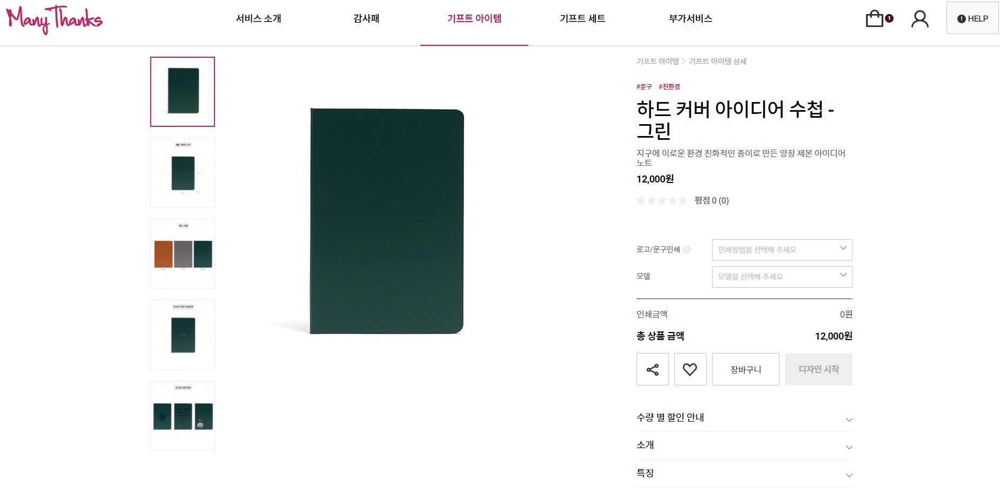 Many Thanks
서비스 소개
감사패
기프트 아이템
기프트 세트
부가서비스
1
HELP
기프트 아이템 > 기프트 아이템 상세
#문구 #친환경
하드 커버 아이디어 수첩 -
그린
지구에 이로운 환경 친화적인 종이로 만든 양장 제본 아이디어
노트
12,000원
평점 0 (0)
로고/문구인쇄
인쇄방법을 선택해 주세요
모델
모델을 선택해 주세요
인쇄금액 0원
총 상품 금액 12,000원
장바구니
디자인 시작
수량 별 할인 안내
소개
특징